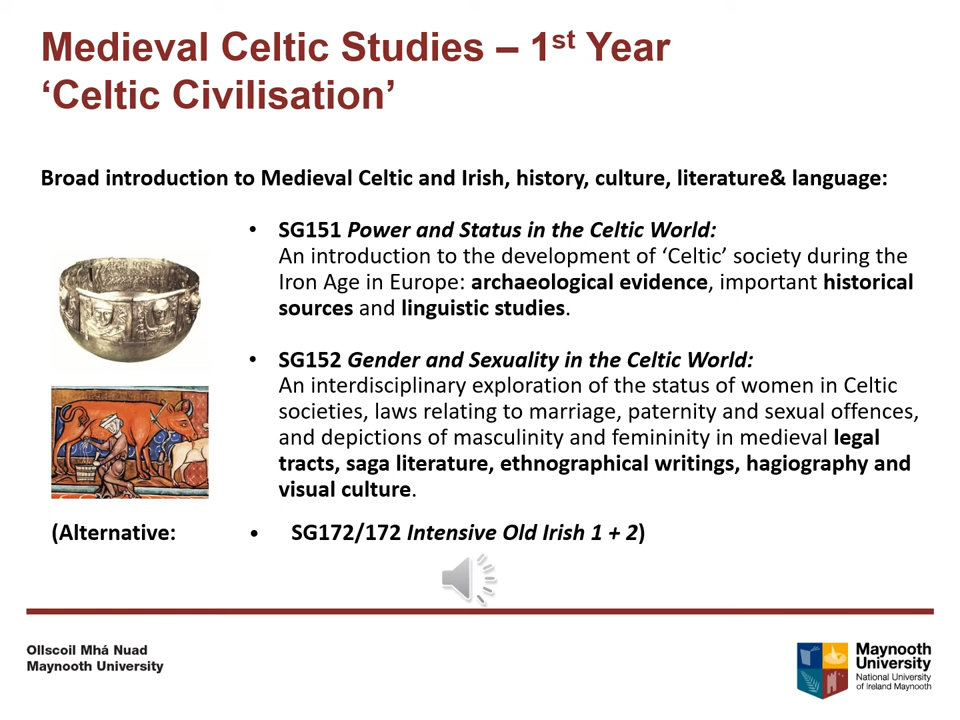 Medieval Celtic Studies – 1st Year
‘Celtic Civilisation’
Broad introduction to Medieval Celtic and Irish, history, culture, literature& language:
• SG151 Power and Status in the Celtic World:
An introduction to the development of ‘Celtic’ society during the
Iron Age in Europe: archaeological evidence, important historical
sources and linguistic studies.
• SG152 Gender and Sexuality in the Celtic World:
An interdisciplinary exploration of the status of women in Celtic
societies, laws relating to marriage, paternity and sexual offences,
and depictions of masculinity and femininity in medieval legal
tracts, saga literature, ethnographical writings, hagiography and
visual culture.
(Alternative: • SG172/172 Intensive Old Irish 1 + 2)
Ollscoil Mhá Nuad
Maynooth University
Maynooth
University
National University
of Ireland Maynooth